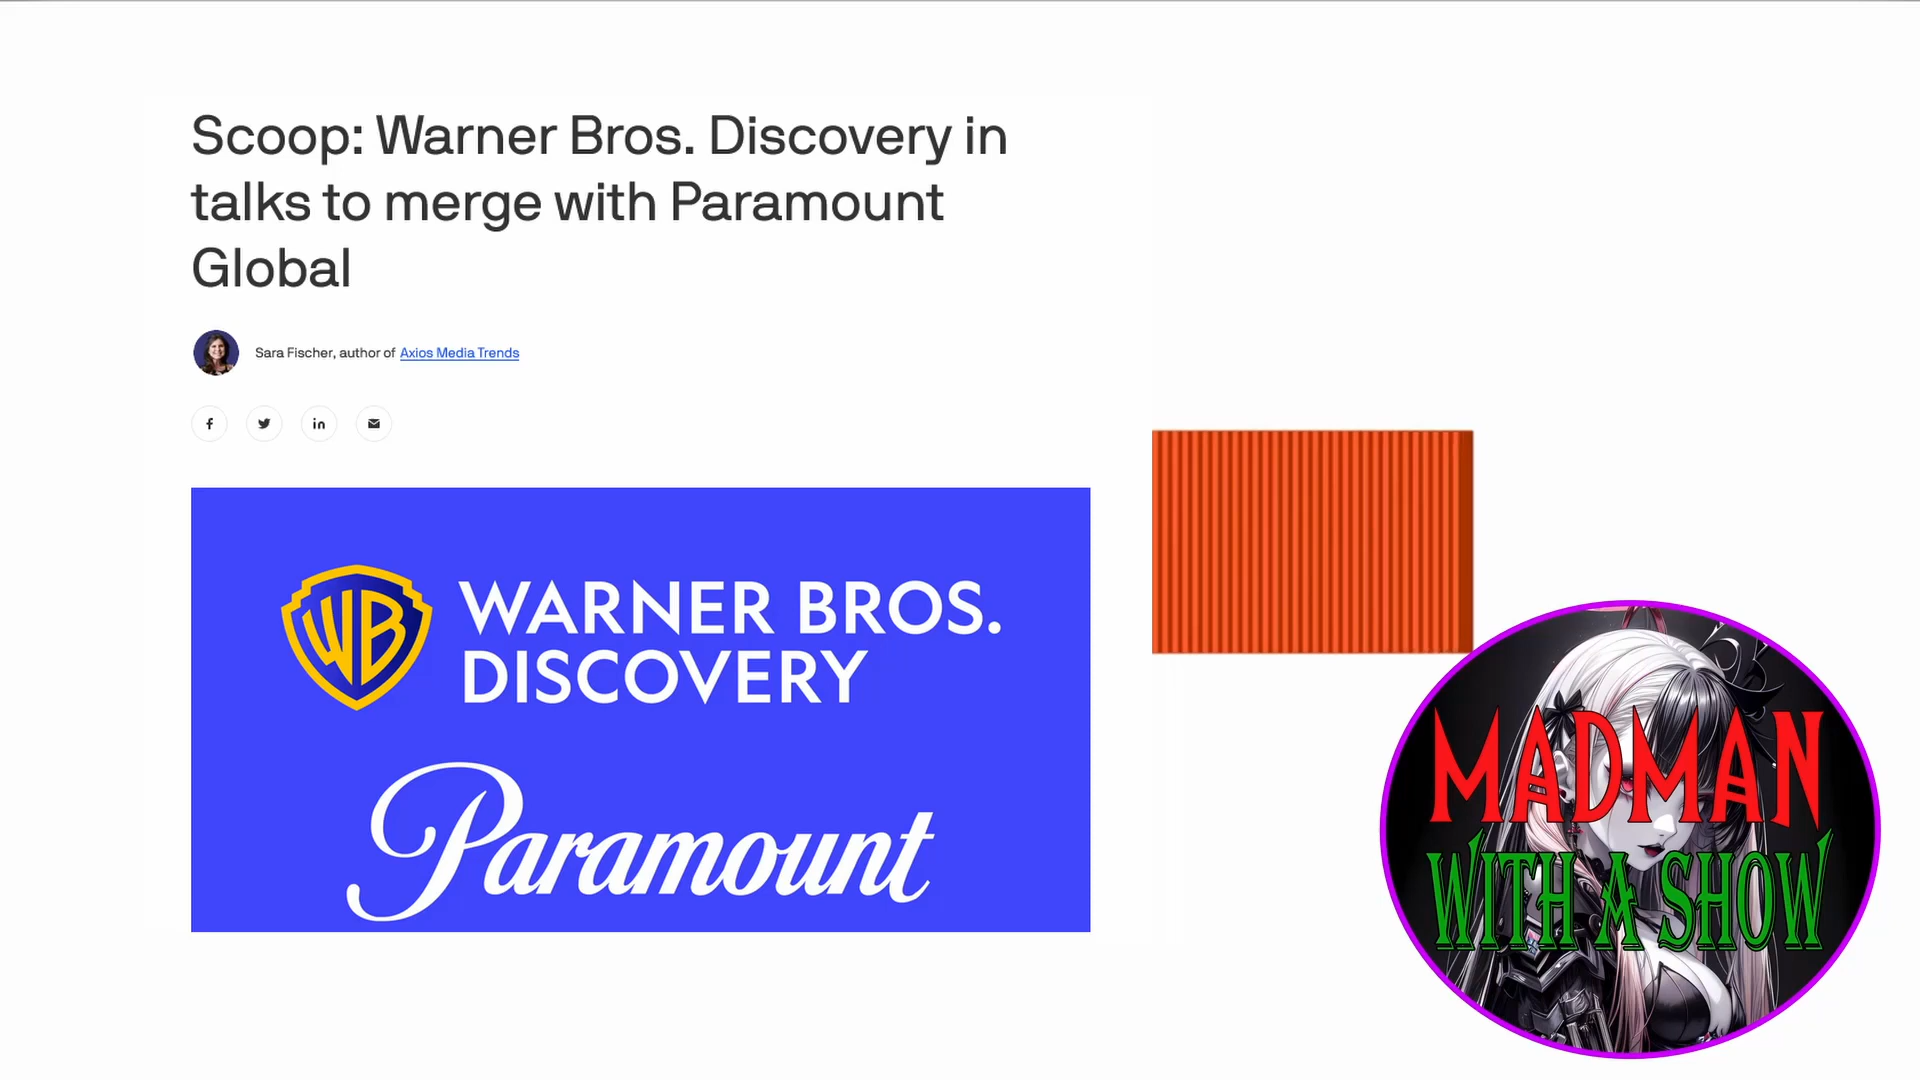 Scoop: Warner Bros. Discovery in
talks to merge with Paramount
Global
Sara Fischer, author of Axios Media Trends
WB
WARNER BROS.
DISCOVERY
Paramount
MADMAN
WITH A SHOW